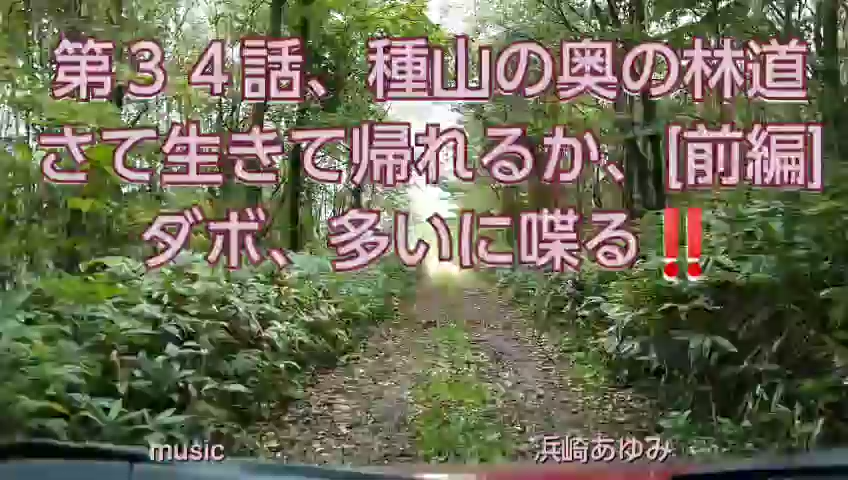 第３４話、種山の奥の林道
さて生きて帰れるか、[前編]
ダボ、多いに喋る‼
music 浜崎あゆみ